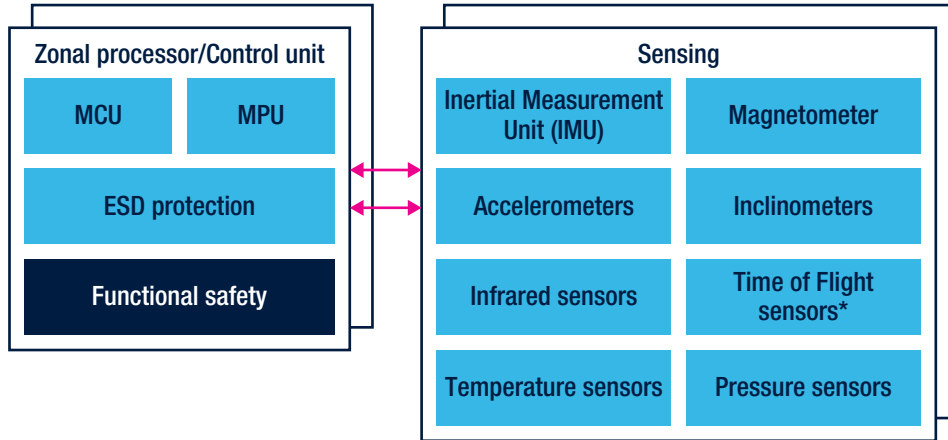 Zonal processor/Control unit
MCU
MPU
ESD protection
Functional safety
Sensing
Inertial Measurement
Unit (IMU)
Magnetometer
Accelerometers
Inclinometers
Infrared sensors
Time of Flight
sensors*
Temperature sensors
Pressure sensors